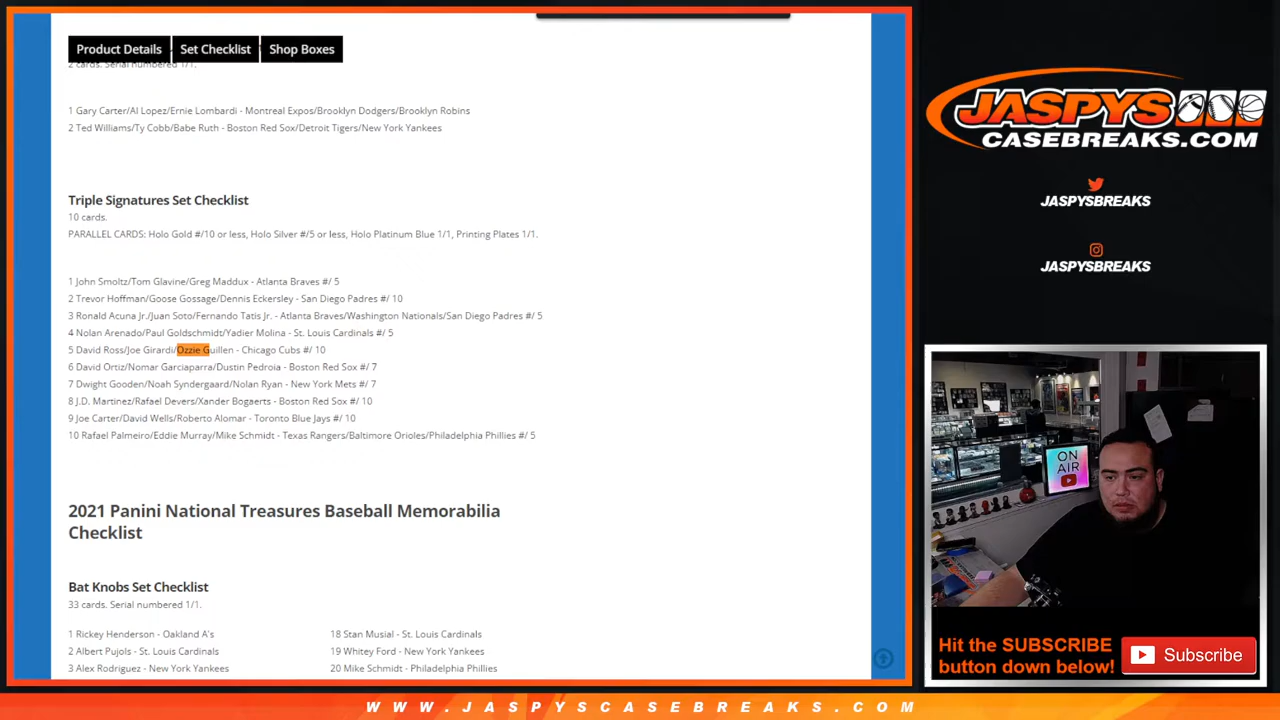 Product Details
Set Checklist
Shop Boxes
2 cards. Serial numbered 1/1.
1 Gary Carter/Al Lopez/Ernie Lombardi - Montreal Expos/Brooklyn Dodgers/Brooklyn Robins
2 Ted Williams/Ty Cobb/Babe Ruth - Boston Red Sox/Detroit Tigers/New York Yankees
Triple Signatures Set Checklist
10 cards.
PARALLEL CARDS: Holo Gold #/10 or less, Holo Silver #/5 or less, Holo Platinum Blue 1/1, Printing Plates 1/1.
1 John Smoltz/Tom Glavine/Greg Maddux - Atlanta Braves #/ 5
2 Trevor Hoffman/Goose Gossage/Dennis Eckersley - San Diego Padres #/ 10
3 Ronald Acuna Jr./Juan Soto/Fernando Tatis Jr. - Atlanta Braves/Washington Nationals/San Diego Padres #/ 5
4 Nolan Arenado/Paul Goldschmidt/Yadier Molina - St. Louis Cardinals #/ 5
5 David Ross/Joe Girardi/Ozzie Guillen - Chicago Cubs #/ 10
6 David Ortiz/Nomar Garciaparra/Dustin Pedroia - Boston Red Sox #/ 7
7 Dwight Gooden/Noah Syndergaard/Nolan Ryan - New York Mets #/ 7
8 J.D. Martinez/Rafael Devers/Xander Bogaerts - Boston Red Sox #/ 10
9 Joe Carter/David Wells/Roberto Alomar - Toronto Blue Jays #/ 10
10 Rafael Palmeiro/Eddie Murray/Mike Schmidt - Texas Rangers/Baltimore Orioles/Philadelphia Phillies #/ 5
2021 Panini National Treasures Baseball Memorabilia
Checklist
Bat Knobs Set Checklist
33 cards. Serial numbered 1/1.
1 Rickey Henderson - Oakland A's
2 Albert Pujols - St. Louis Cardinals
3 Alex Rodriguez - New York Yankees
18 Stan Musial - St. Louis Cardinals
19 Whitey Ford - New York Yankees
20 Mike Schmidt - Philadelphia Phillies
JASPYS
CASEBREAKS.COM
JASPYSBREAKS
JASPYSBREAKS
ON
AIR
Hit the SUBSCRIBE
button down below!
Subscribe
WWW.JASPYSCASEBREAKS.COM